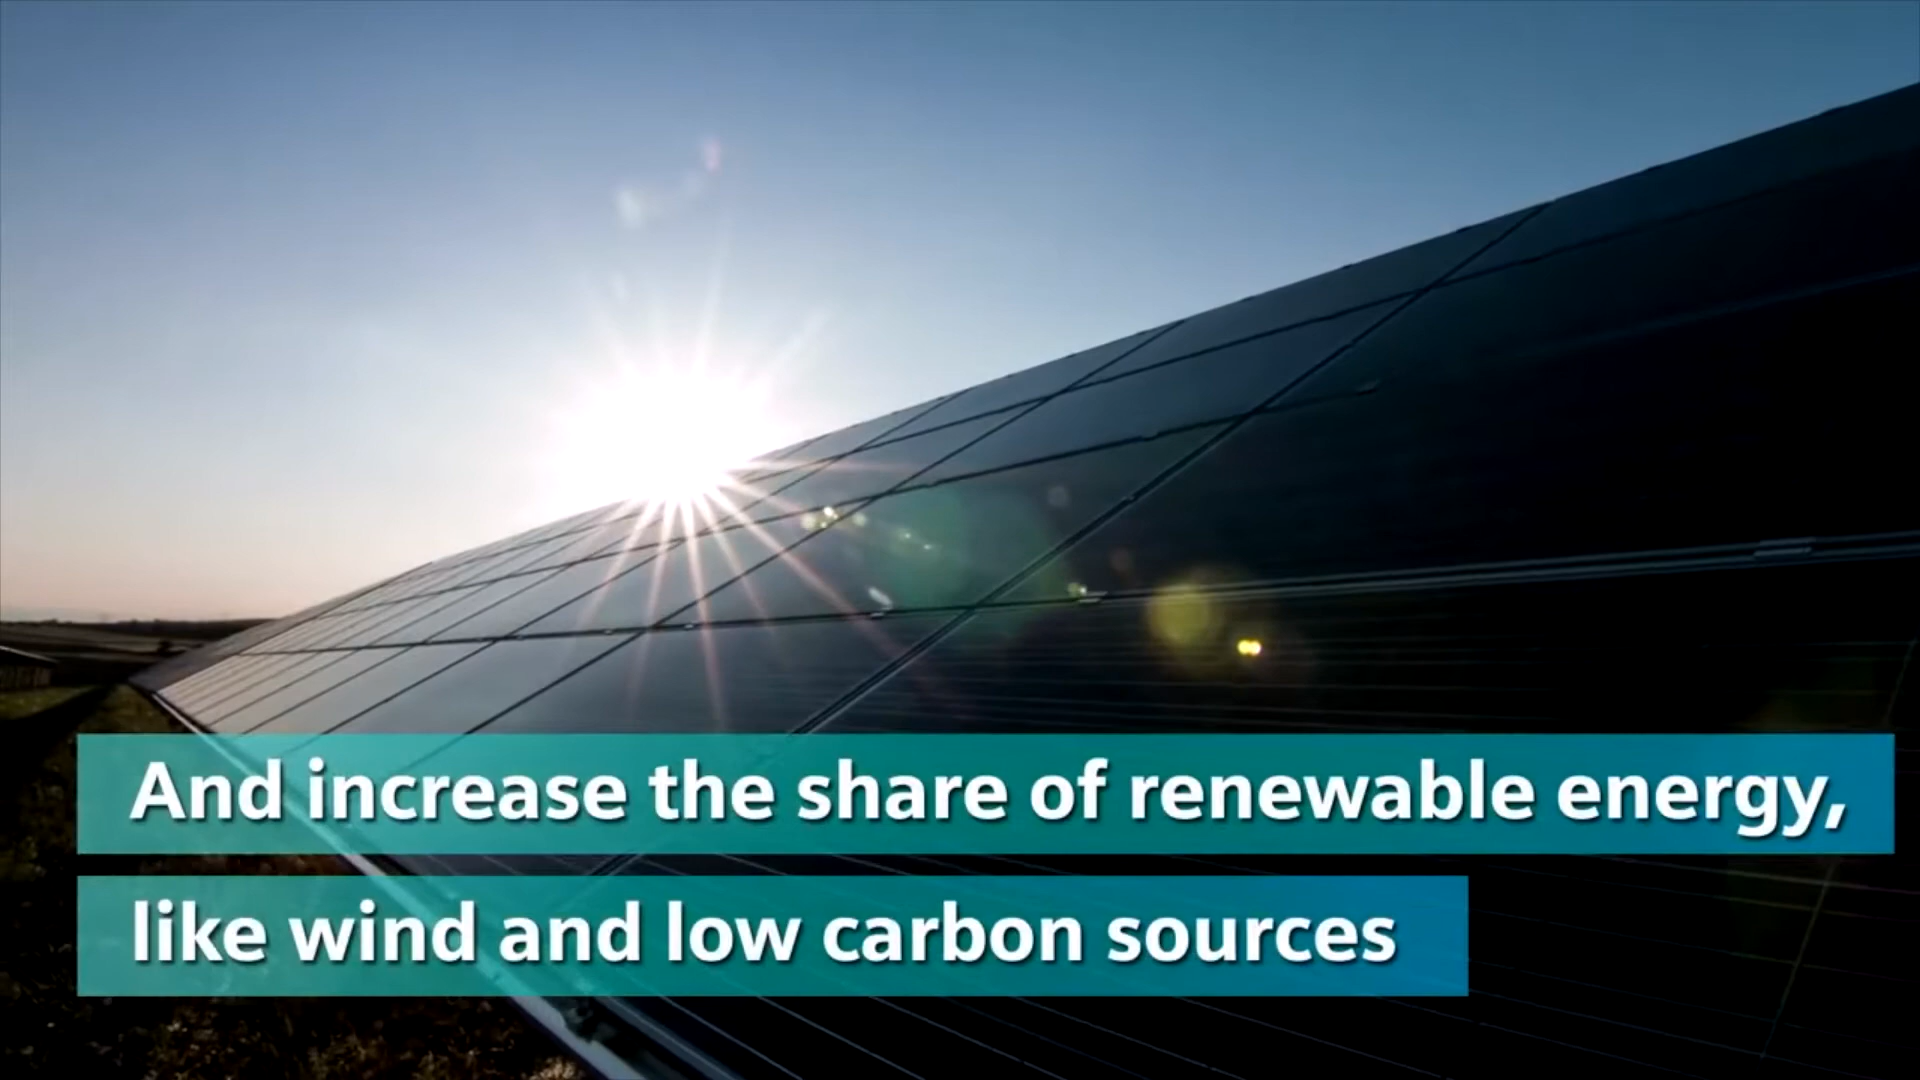 And increase the share of renewable energy,
like wind and low carbon sources